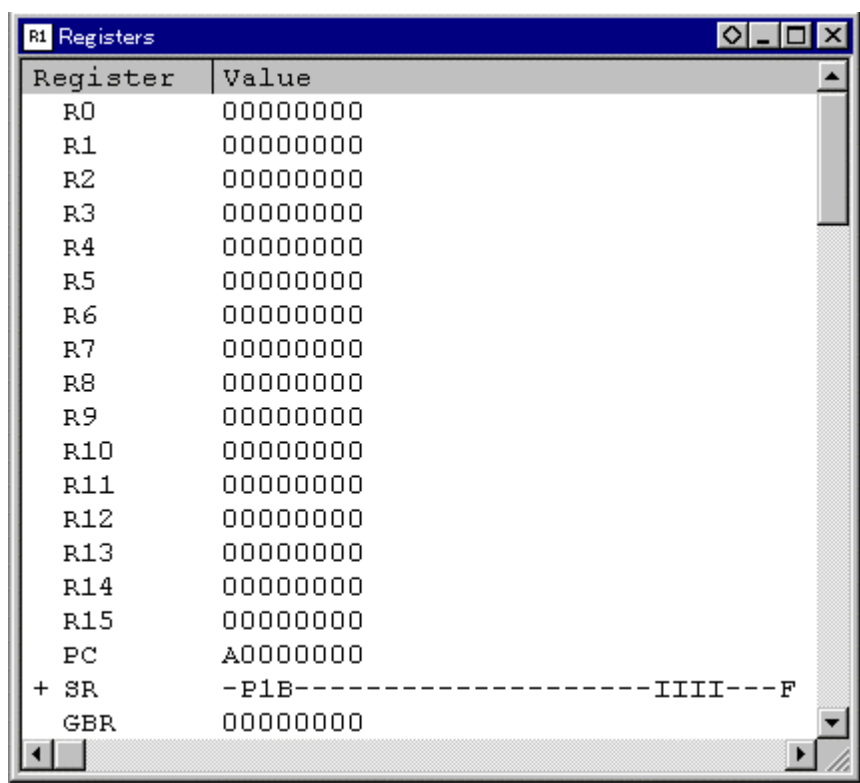 R1 Registers
Register Value
R0 00000000
R1 00000000
R2 00000000
R3 00000000
R4 00000000
R5 00000000
R6 00000000
R7 00000000
R8 00000000
R9 00000000
R10 00000000
R11 00000000
R12 00000000
R13 00000000
R14 00000000
R15 00000000
PC A0000000
+ SR -P1B--------------------IIII---F
GBR 00000000